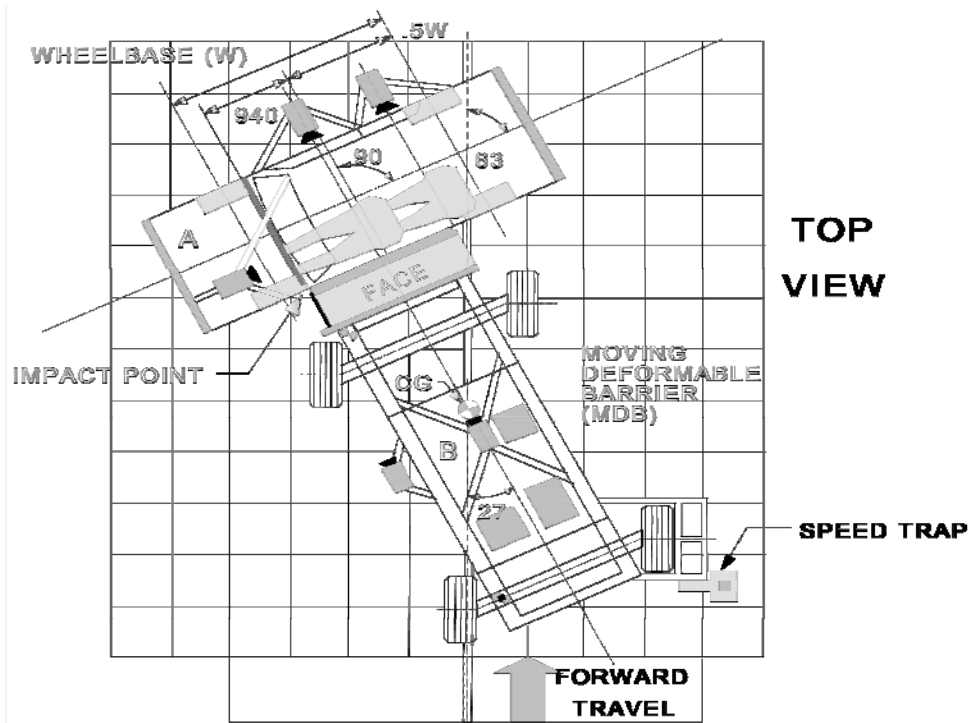 .5W
WHEELBASE (W)
940
90
63
A
TOP
VIEW
FACE
IMPACT POINT
MOVING
DEFORMABLE
BARRIER
(MDB)
CG
B
27
SPEED TRAP
FORWARD
TRAVEL